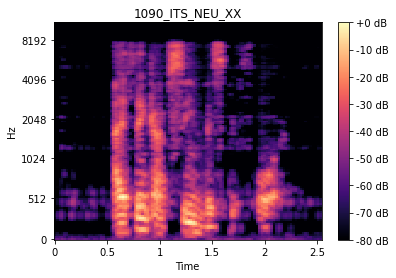 1090_ITS_NEU_XX
+0 dB
8192
-10 dB
4096
-20 dB
-30 dB
2048
-40 dB
Hz
1024
-50 dB
-60 dB
512
-70 dB
0
-80 dB
0 0.5 1 1.5 2 2.5
Time